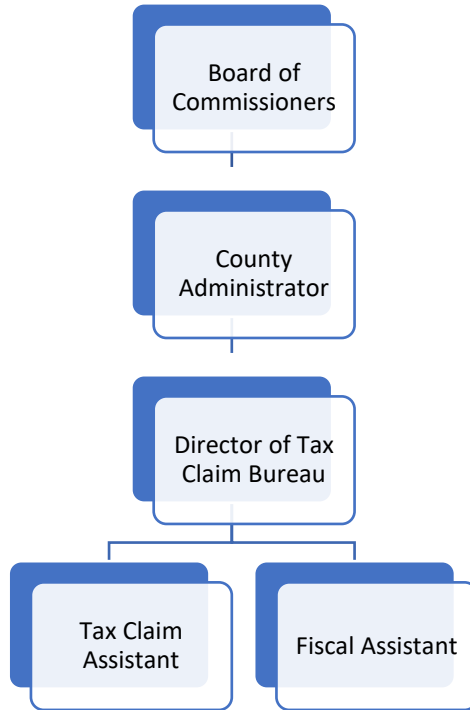 Board of
Commissioners
County
Administrator
Director of Tax
Claim Bureau
Tax Claim
Assistant
Fiscal Assistant